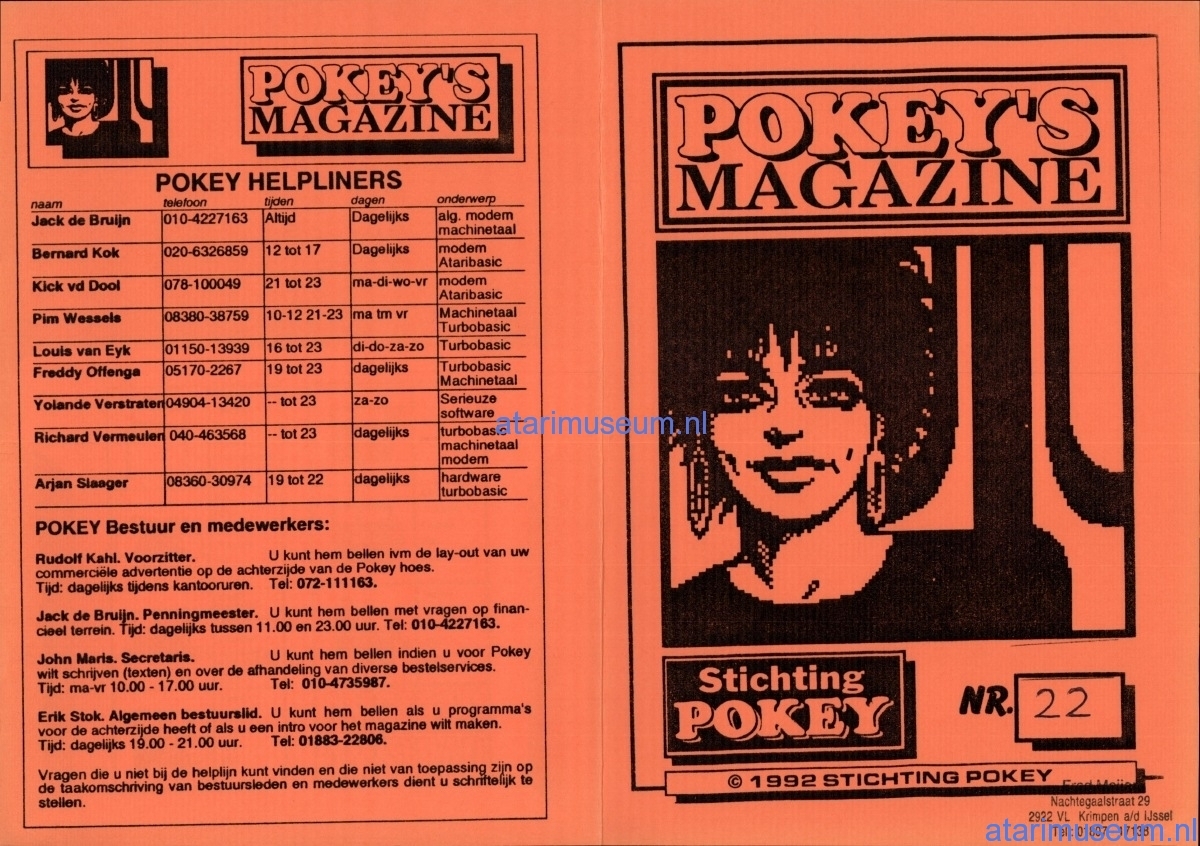 POKEY'S
MAGAZINE
POKEY HELPLINERS
naam telefoon tijden dagen onderwerp
Jack de Bruijn 010-4227163 Altijd Dagelijks alg. modem
machinetaal
Bernard Kok 020-6326859 12 tot 17 Dagelijks modem
Ataribasic
Kick vd Dool 078-100049 21 tot 23 ma-di-wo-vr modem
Ataribasic
Pim Wessels 08380-38759 10-12 21-23 ma tm vr Machinetaal
Turbobasic
Louis van Eyk 01150-13939 16 tot 23 di-do-za-zo Turbobasic
Freddy Offenga 05170-2267 19 tot 23 dagelijks Turbobasic
Machinetaal
Yolande Verstraten 04904-13420 -- tot 23 za-zo Serieuze
software
Richard Vermeulen 040-463568 -- tot 23 dagelijks turbobasic
machinetaal
modem
Arjan Slaager 08360-30974 19 tot 22 dagelijks hardware
turbobasic
POKEY Bestuur en medewerkers:
Rudolf Kahl. Voorzitter. U kunt hem bellen ivm de lay-out van uw
commerciële advertentie op de achterzijde van de Pokey hoes.
Tijd: dagelijks tijdens kantooruren. Tel: 072-111163.
Jack de Bruijn. Penningmeester. U kunt hem bellen met vragen op finan-
cieel terrein. Tijd: dagelijks tussen 11.00 en 23.00 uur. Tel: 010-4227163.
John Maris. Secretaris. U kunt hem bellen indien u voor Pokey
wilt schrijven (texten) en over de afhandeling van diverse bestelservices.
Tijd: ma-vr 10.00 - 17.00 uur. Tel: 010-4735987.
Erik Stok. Algemeen bestuurslid. U kunt hem bellen als u programma's
voor de achterzijde heeft of als u een intro voor het magazine wilt maken.
Tijd: dagelijks 19.00 - 21.00 uur. Tel: 01883-22806.
Vragen die u niet bij de helplijn kunt vinden en die niet van toepassing zijn op
de taakomschriving van bestuursleden en medewerkers dient u schriftelijk te
stellen.
atarimuseum.nl
POKEY'S
MAGAZINE
Stichting
POKEY
NR. 22
© 1992 STICHTING POKEY
Fred
Nachtegaalstraat 29
2922 VL Krimpen a/d IJssel
Tel: 01807 - 17138
atarimuseum.nl